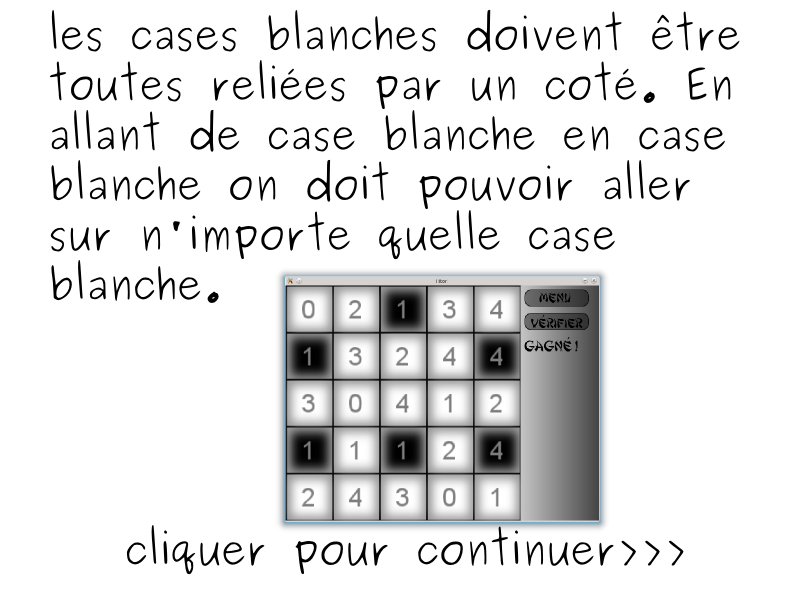 les cases blanches doivent être
toutes reliées par un coté. En
allant de case blanche en case
blanche on doit pouvoir aller
sur n'importe quelle case
blanche.
0 2 1 3 4
1 3 2 4 4
3 0 4 1 2
1 1 1 2 4
2 4 3 0 1
MENU
VÉRIFIER
GAGNÉ!
cliquer pour continuer>>>